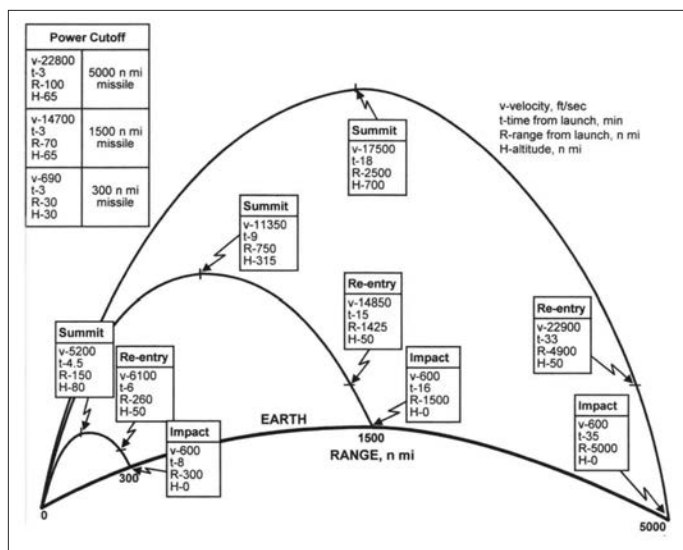 Power Cutoff
v-22800
t-3
R-100
H-65
5000 n mi
missile
v-14700
t-3
R-70
H-65
1500 n mi
missile
v-690
t-3
R-30
H-30
300 n mi
missile
v-velocity, ft/sec
t-time from launch, min
R-range from launch, n mi
H-altitude, n mi
Summit
v-17500
t-18
R-2500
H-700
Summit
v-11350
t-9
R-750
H-315
Re-entry
v-14850
t-15
R-1425
H-50
Re-entry
v-22900
t-33
R-4900
H-50
Summit
v-5200
t-4.5
R-150
H-80
Re-entry
v-6100
t-6
R-260
H-50
Impact
v-600
t-16
R-1500
H-0
Impact
v-600
t-35
R-5000
H-0
Impact
v-600
t-8
R-300
H-0
EARTH
1500
RANGE, n mi
300
0
5000